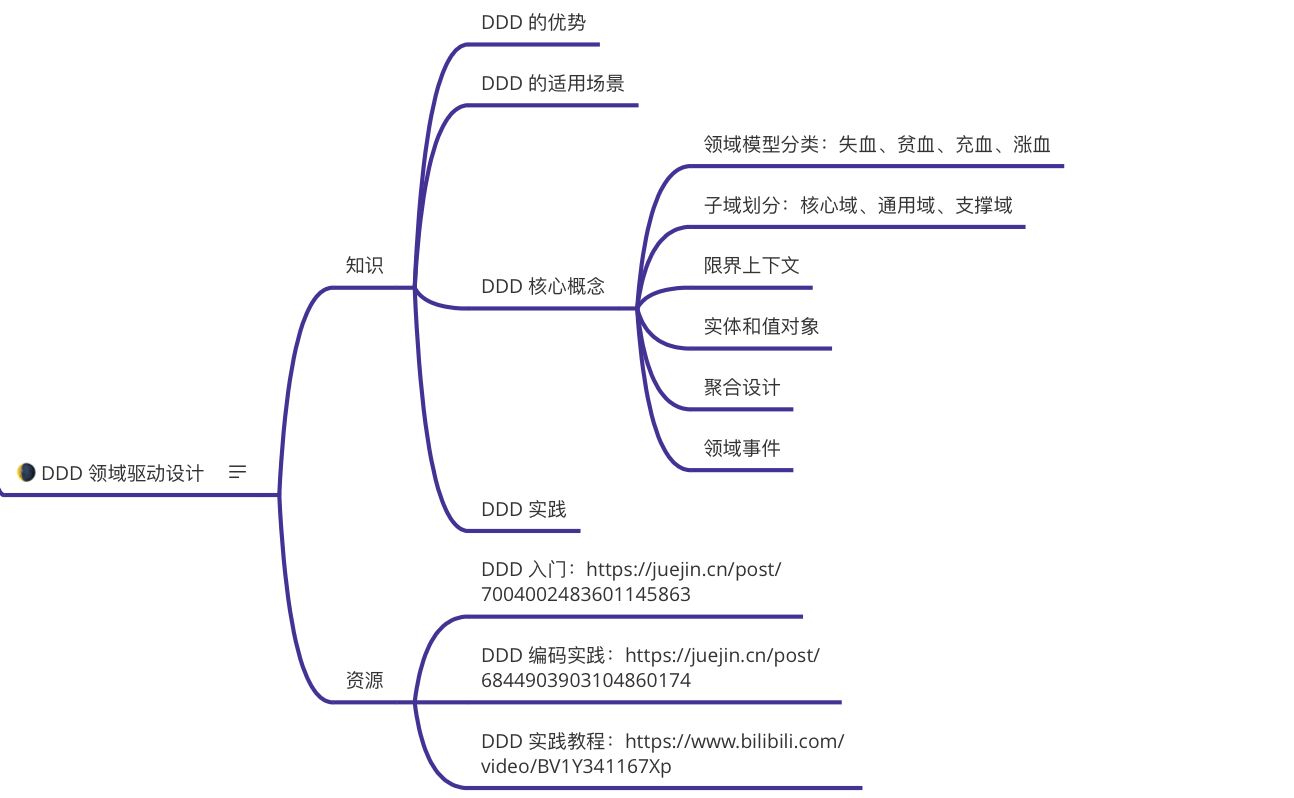 DDD 的优势
DDD 的适用场景
领域模型分类：失血、贫血、充血、涨血
子域划分：核心域、通用域、支撑域
知识
限界上下文
DDD 核心概念
实体和值对象
聚合设计
领域事件
DDD 领域驱动设计
DDD 实践
DDD 入门：https://juejin.cn/post/
7004002483601145863
DDD 编码实践：https://juejin.cn/post/
6844903903104860174
资源
DDD 实践教程：https://www.bilibili.com/
video/BV1Y341167Xp